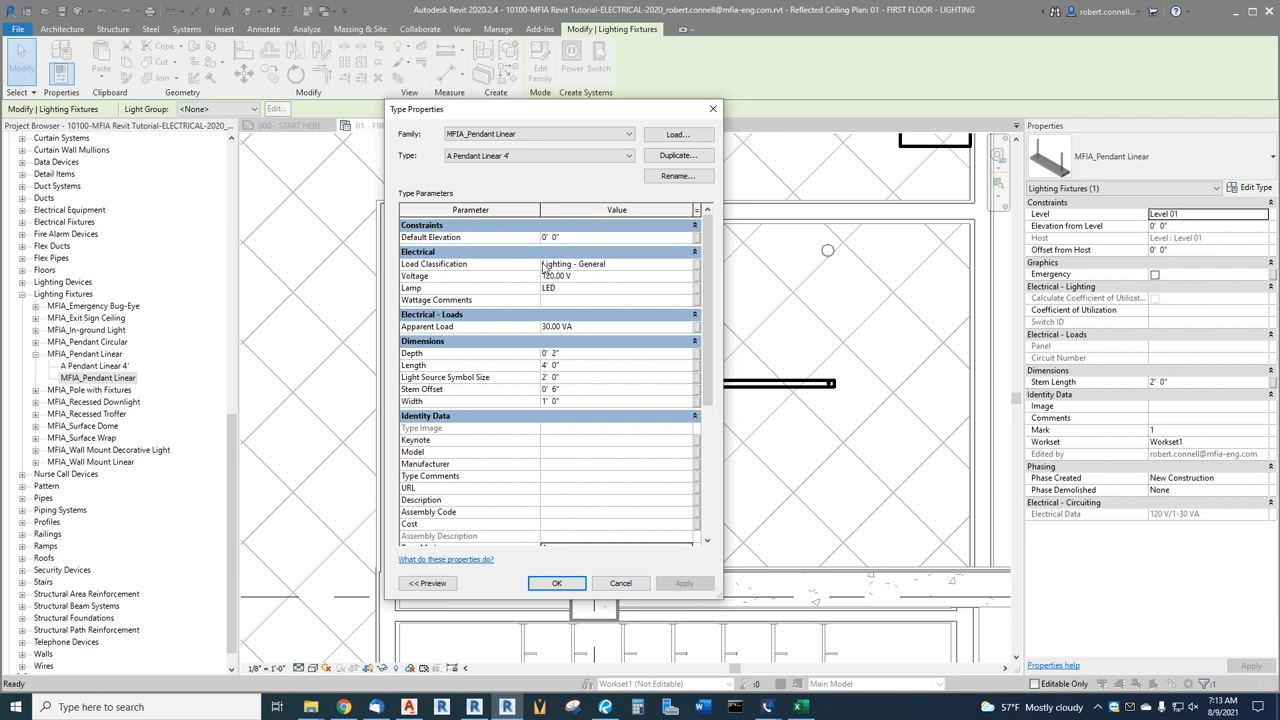 Autodesk Revit 2020.2.4 - 10100-MFIA Revit Tutorial-ELECTRICAL-2020_robert.connell@mfia-eng.com.rvt - Reflected Ceiling Plan: 01 - FIRST FLOOR - LIGHTING
robert.connell...
File Architecture Structure Steel Systems Insert Annotate Analyze Massing & Site Collaborate View Manage Add-Ins Modify | Lighting Fixtures
Modify
Paste
Cope
Cut
Join
Edit Family
Power Switch
Select Properties Clipboard Geometry Modify View Measure Create Mode Create Systems
Modify | Lighting Fixtures Light Group: <None> Edit...
Project Browser - 10100-MFIA Revit Tutorial-ELECTRICAL-2020_...
Curtain Systems
Curtain Wall Mullions
Data Devices
Detail Items
Duct Systems
Ducts
Electrical Equipment
Electrical Fixtures
Fire Alarm Devices
Flex Ducts
Flex Pipes
Floors
Lighting Devices
Lighting Fixtures
MFIA_Emergency Bug-Eye
MFIA_Exit Sign Ceiling
MFIA_In-ground Light
MFIA_Pendant Circular
MFIA_Pendant Linear
A Pendant Linear 4'
MFIA_Pendant Linear
MFIA_Pole with Fixtures
MFIA_Recessed Downlight
MFIA_Recessed Troffer
MFIA_Surface Dome
MFIA_Surface Wrap
MFIA_Wall Mount Decorative Light
MFIA_Wall Mount Linear
Nurse Call Devices
Pattern
Pipes
Piping Systems
Profiles
Railings
Ramps
Roofs
Security Devices
Stairs
Structural Area Reinforcement
Structural Beam Systems
Structural Foundations
Structural Path Reinforcement
Telephone Devices
Walls
Wires
000 - START HERE
01 - FI
Type Properties
Family: MFIA_Pendant Linear Load...
Type: A Pendant Linear 4' Duplicate...
Rename...
Type Parameters
Parameter Value =
Constraints
Default Elevation 0' 0"
Electrical
Load Classification Lighting - General
Voltage 120.00 V
Lamp LED
Wattage Comments
Electrical - Loads
Apparent Load 30.00 VA
Dimensions
Depth 0' 2"
Length 4' 0"
Light Source Symbol Size 2' 0"
Stem Offset 0' 6"
Width 1' 0"
Identity Data
Type Image
Keynote
Model
Manufacturer
Type Comments
URL
Description
Assembly Code
Cost
Assembly Description
What do these properties do?
<< Preview OK Cancel Apply
Properties
MFIA_Pendant Linear
Lighting Fixtures (1) Edit Type
Constraints
Level Level 01
Elevation from Level 0' 0"
Host Level : Level 01
Offset from Host 0' 0"
Graphics
Emergency
Electrical - Lighting
Calculate Coefficient of Utilizat...
Coefficient of Utilization
Switch ID
Electrical - Loads
Panel
Circuit Number
Dimensions
Stem Length 2' 0"
Identity Data
Image
Comments
Mark 1
Workset Workset1
Edited by robert.connell@mfia-eng.com
Phasing
Phase Created New Construction
Phase Demolished None
Electrical - Circuiting
Electrical Data 120 V/1-30 VA
Properties help Apply
1/8" = 1'-0"
Ready Workset1 (Not Editable) :0 Main Model Editable Only :1
Type here to search
57°F Mostly cloudy
7:13 AM
8/9/2021